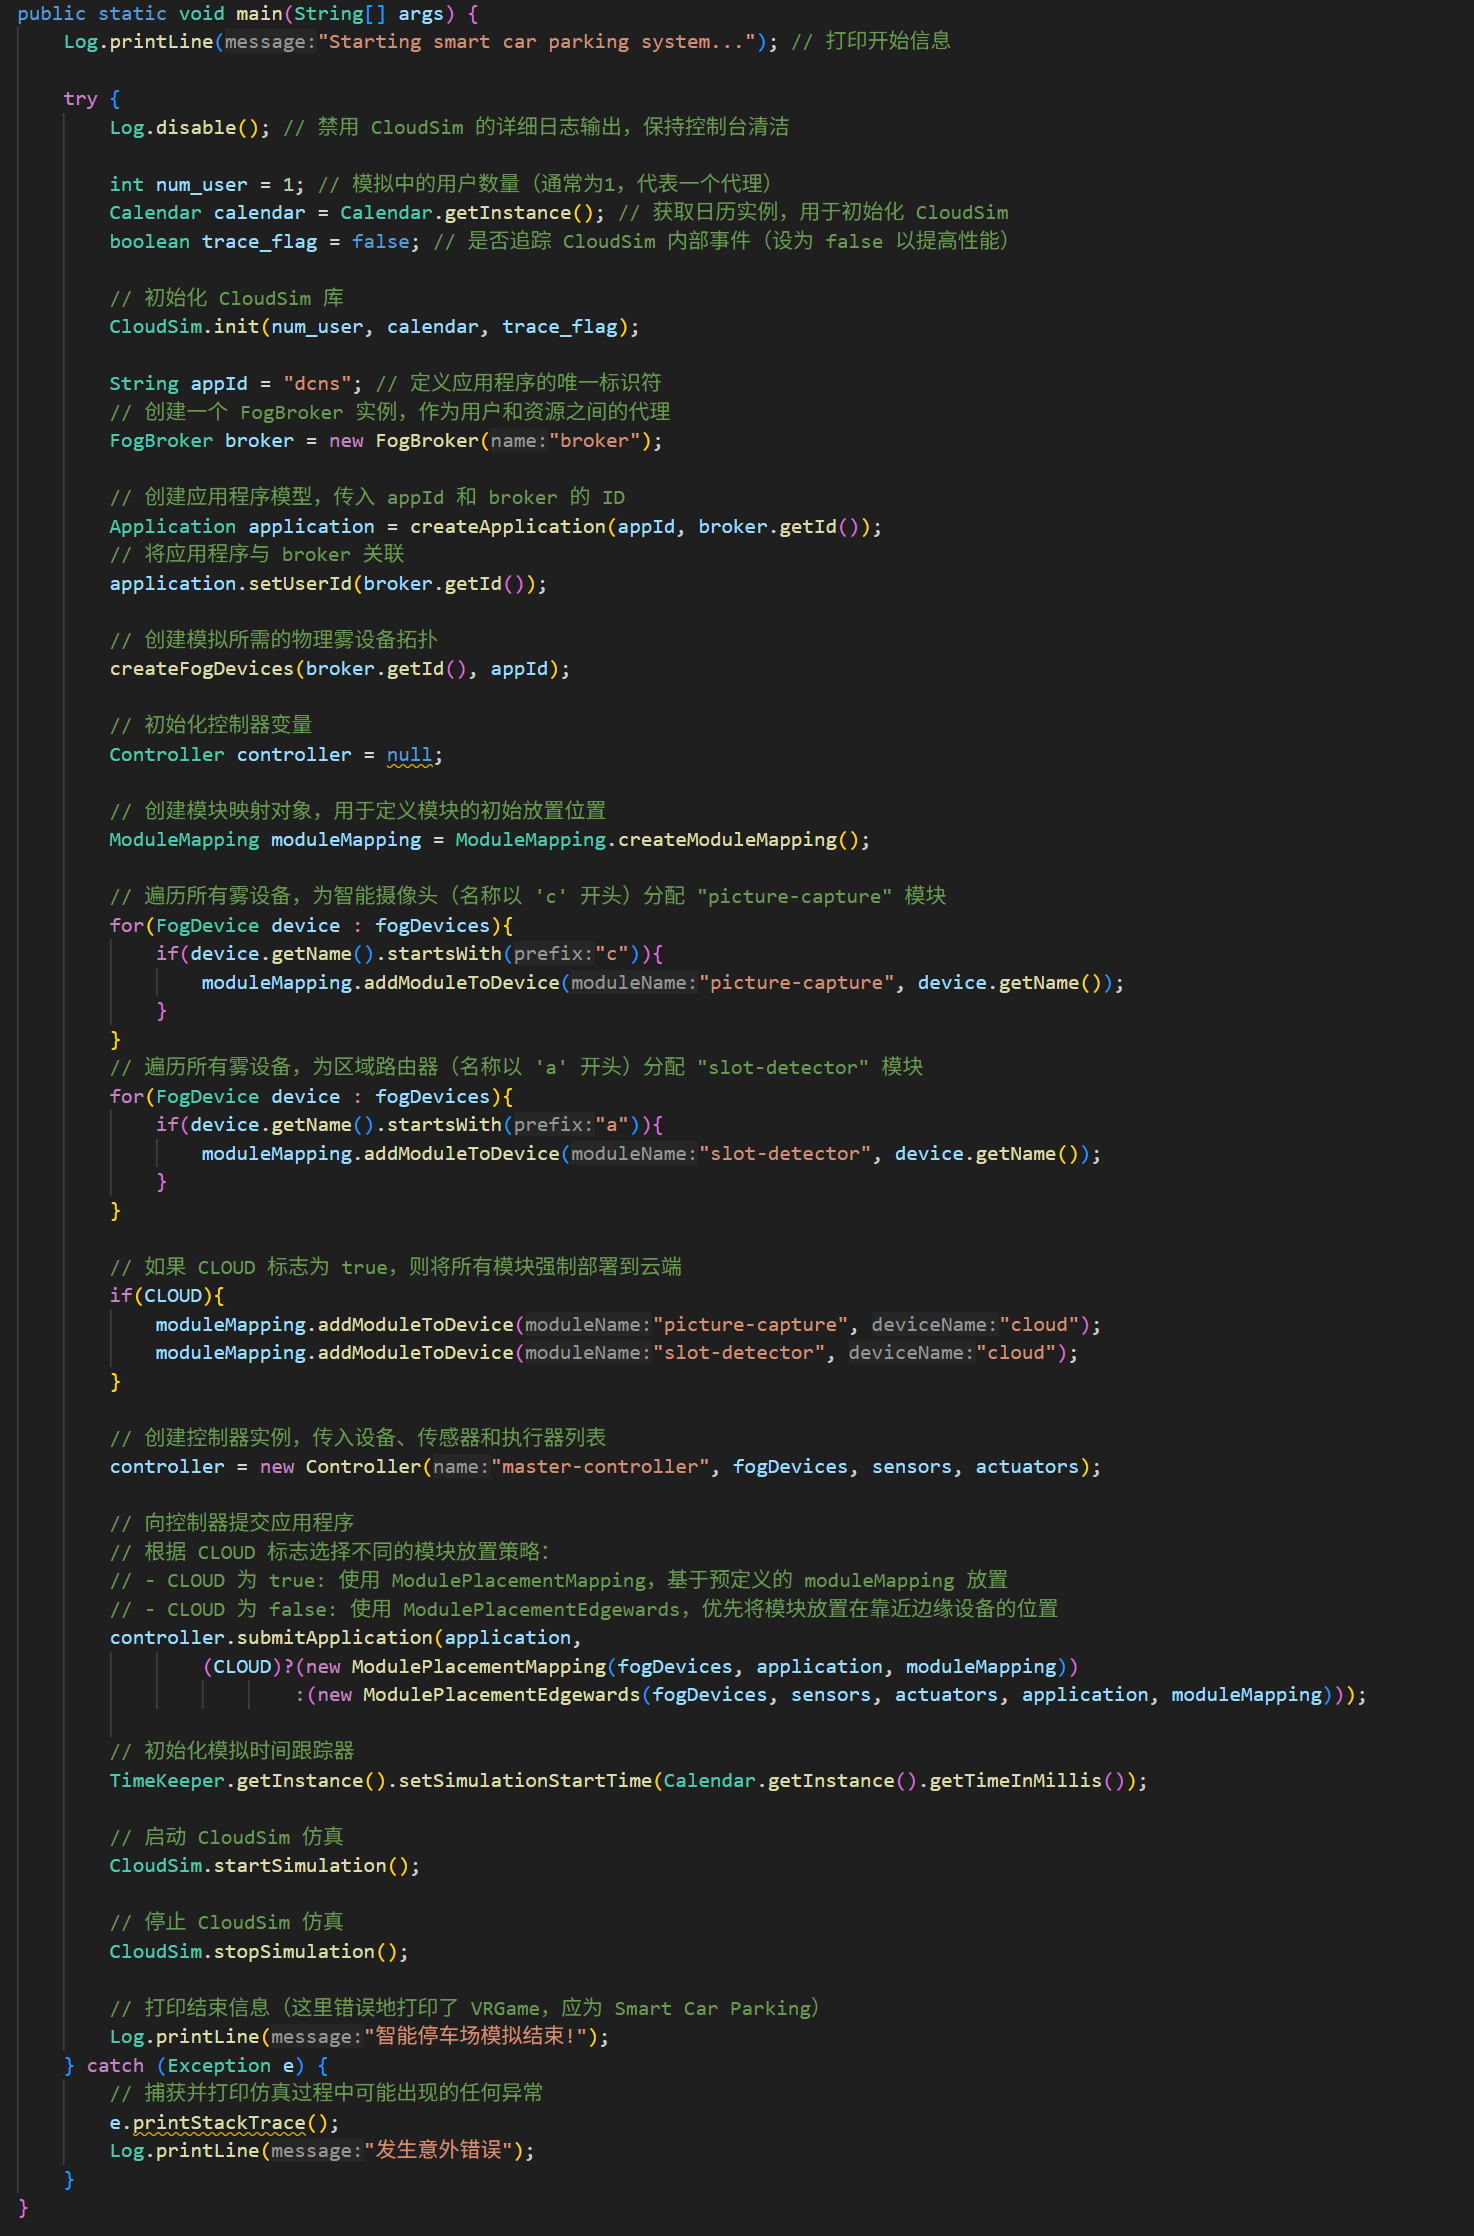 public static void main(String[] args) {
    Log.printLine(message:"Starting smart car parking system..."); // 打印开始信息

    try {
        Log.disable(); // 禁用 CloudSim 的详细日志输出，保持控制台清洁

        int num_user = 1; // 模拟中的用户数量（通常为1，代表一个代理）
        Calendar calendar = Calendar.getInstance(); // 获取日历实例，用于初始化 CloudSim
        boolean trace_flag = false; // 是否追踪 CloudSim 内部事件（设为 false 以提高性能）

        // 初始化 CloudSim 库
        CloudSim.init(num_user, calendar, trace_flag);

        String appId = "dcns"; // 定义应用程序的唯一标识符
        // 创建一个 FogBroker 实例，作为用户和资源之间的代理
        FogBroker broker = new FogBroker(name:"broker");

        // 创建应用程序模型，传入 appId 和 broker 的 ID
        Application application = createApplication(appId, broker.getId());
        // 将应用程序与 broker 关联
        application.setUserId(broker.getId());

        // 创建模拟所需的物理雾设备拓扑
        createFogDevices(broker.getId(), appId);

        // 初始化控制器变量
        Controller controller = null;

        // 创建模块映射对象，用于定义模块的初始放置位置
        ModuleMapping moduleMapping = ModuleMapping.createModuleMapping();

        // 遍历所有雾设备，为智能摄像头（名称以 'c' 开头）分配 "picture-capture" 模块
        for(FogDevice device : fogDevices){
            if(device.getName().startsWith(prefix:"c")){
                moduleMapping.addModuleToDevice(moduleName:"picture-capture", device.getName());
            }
        }
        // 遍历所有雾设备，为区域路由器（名称以 'a' 开头）分配 "slot-detector" 模块
        for(FogDevice device : fogDevices){
            if(device.getName().startsWith(prefix:"a")){
                moduleMapping.addModuleToDevice(moduleName:"slot-detector", device.getName());
            }
        }

        // 如果 CLOUD 标志为 true，则将所有模块强制部署到云端
        if(CLOUD){
            moduleMapping.addModuleToDevice(moduleName:"picture-capture", deviceName:"cloud");
            moduleMapping.addModuleToDevice(moduleName:"slot-detector", deviceName:"cloud");
        }

        // 创建控制器实例，传入设备、传感器和执行器列表
        controller = new Controller(name:"master-controller", fogDevices, sensors, actuators);

        // 向控制器提交应用程序
        // 根据 CLOUD 标志选择不同的模块放置策略：
        // - CLOUD 为 true: 使用 ModulePlacementMapping，基于预定义的 moduleMapping 放置
        // - CLOUD 为 false: 使用 ModulePlacementEdgewards，优先将模块放置在靠近边缘设备的位置
        controller.submitApplication(application,
                (CLOUD)?(new ModulePlacementMapping(fogDevices, application, moduleMapping))
                        :(new ModulePlacementEdgewards(fogDevices, sensors, actuators, application, moduleMapping)));

        // 初始化模拟时间跟踪器
        TimeKeeper.getInstance().setSimulationStartTime(Calendar.getInstance().getTimeInMillis());

        // 启动 CloudSim 仿真
        CloudSim.startSimulation();

        // 停止 CloudSim 仿真
        CloudSim.stopSimulation();

        // 打印结束信息（这里错误地打印了 VRGame，应为 Smart Car Parking）
        Log.printLine(message:"智能停车场模拟结束!");
    } catch (Exception e) {
        // 捕获并打印仿真过程中可能出现的任何异常
        e.printStackTrace();
        Log.printLine(message:"发生意外错误");
    }
}